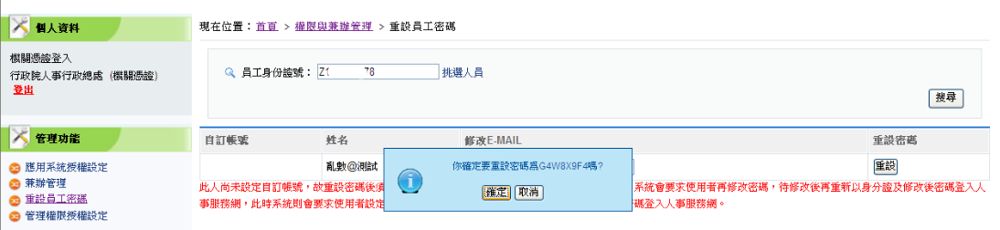 個人資料
機關憑證登入
行政院人事行政總處 (機關憑證)
登出
管理功能
應用系統授權設定
兼辦管理
重設員工密碼
管理權限授權設定
現在位置：首頁 > 權限與兼辦管理 > 重設員工密碼
員工身份證號： Z1 78 挑選人員
搜尋
自訂帳號 姓名 修改E-MAIL 重設密碼
亂數@測試 重設
你確定要重設密碼為G4W8X9F4嗎?
確定 取消
此人尚未設定自訂帳號，故重設密碼後須 系統會要求使用者再修改密碼，待修改後再重新以身分證及修改後密碼登入人
事服務網，此時系統則會要求使用者設定 碼登入人事服務網。